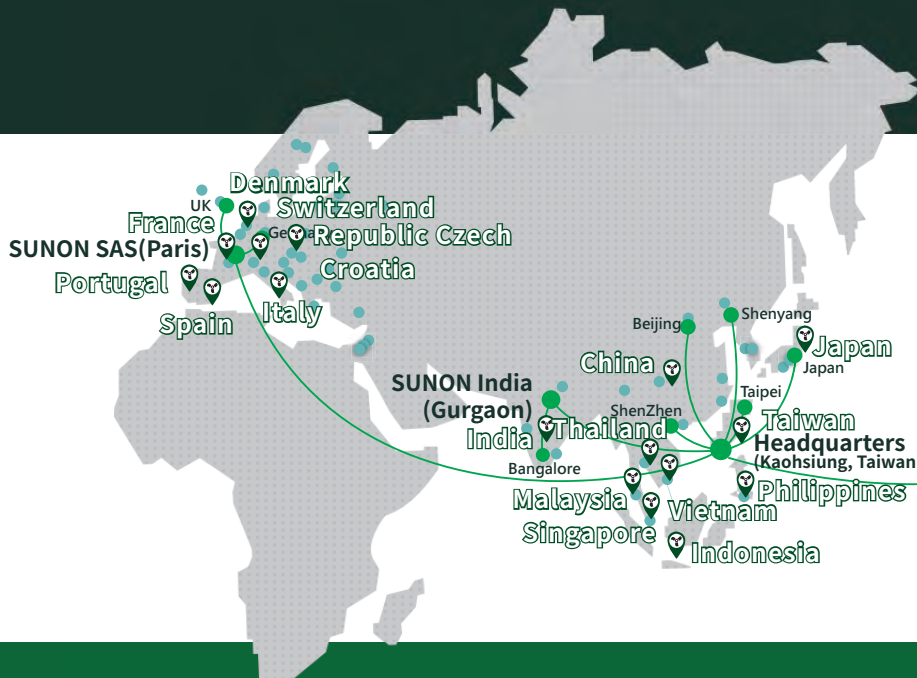 Denmark
UK
Switzerland
France
Republic Czech
SUNON SAS(Paris)
Croatia
Portugal
Italy
Spain
Shenyang
Beijing
Japan
China
Japan
SUNON India
(Gurgaon)
Taipei
ShenZhen
Taiwan
Thailand
India
Headquarters
(Kaohsiung, Taiwan
Bangalore
Malaysia
Philippines
Vietnam
Singapore
Indonesia